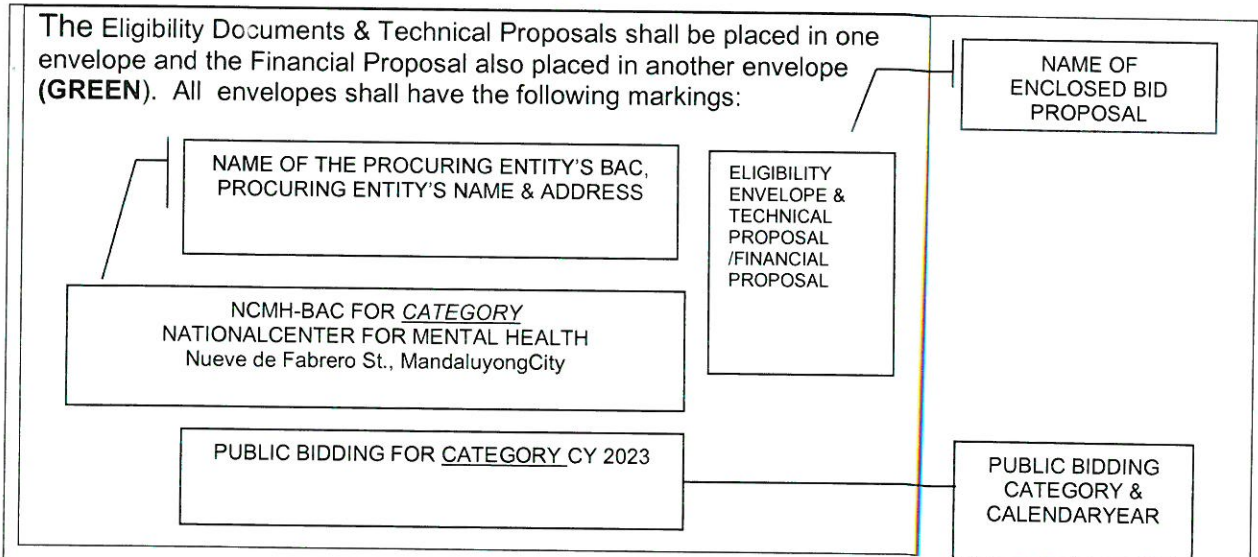 The Eligibility Documents & Technical Proposals shall be placed in one
envelope and the Financial Proposal also placed in another envelope
(GREEN). All envelopes shall have the following markings:
NAME OF
ENCLOSED BID
PROPOSAL
NAME OF THE PROCURING ENTITY'S BAC,
PROCURING ENTITY'S NAME & ADDRESS
ELIGIBILITY
ENVELOPE &
TECHNICAL
PROPOSAL
/FINANCIAL
PROPOSAL
NCMH-BAC FOR CATEGORY
NATIONALCENTER FOR MENTAL HEALTH
Nueve de Fabrero St., MandaluyongCity
PUBLIC BIDDING FOR CATEGORY CY 2023
PUBLIC BIDDING
CATEGORY &
CALENDARYEAR